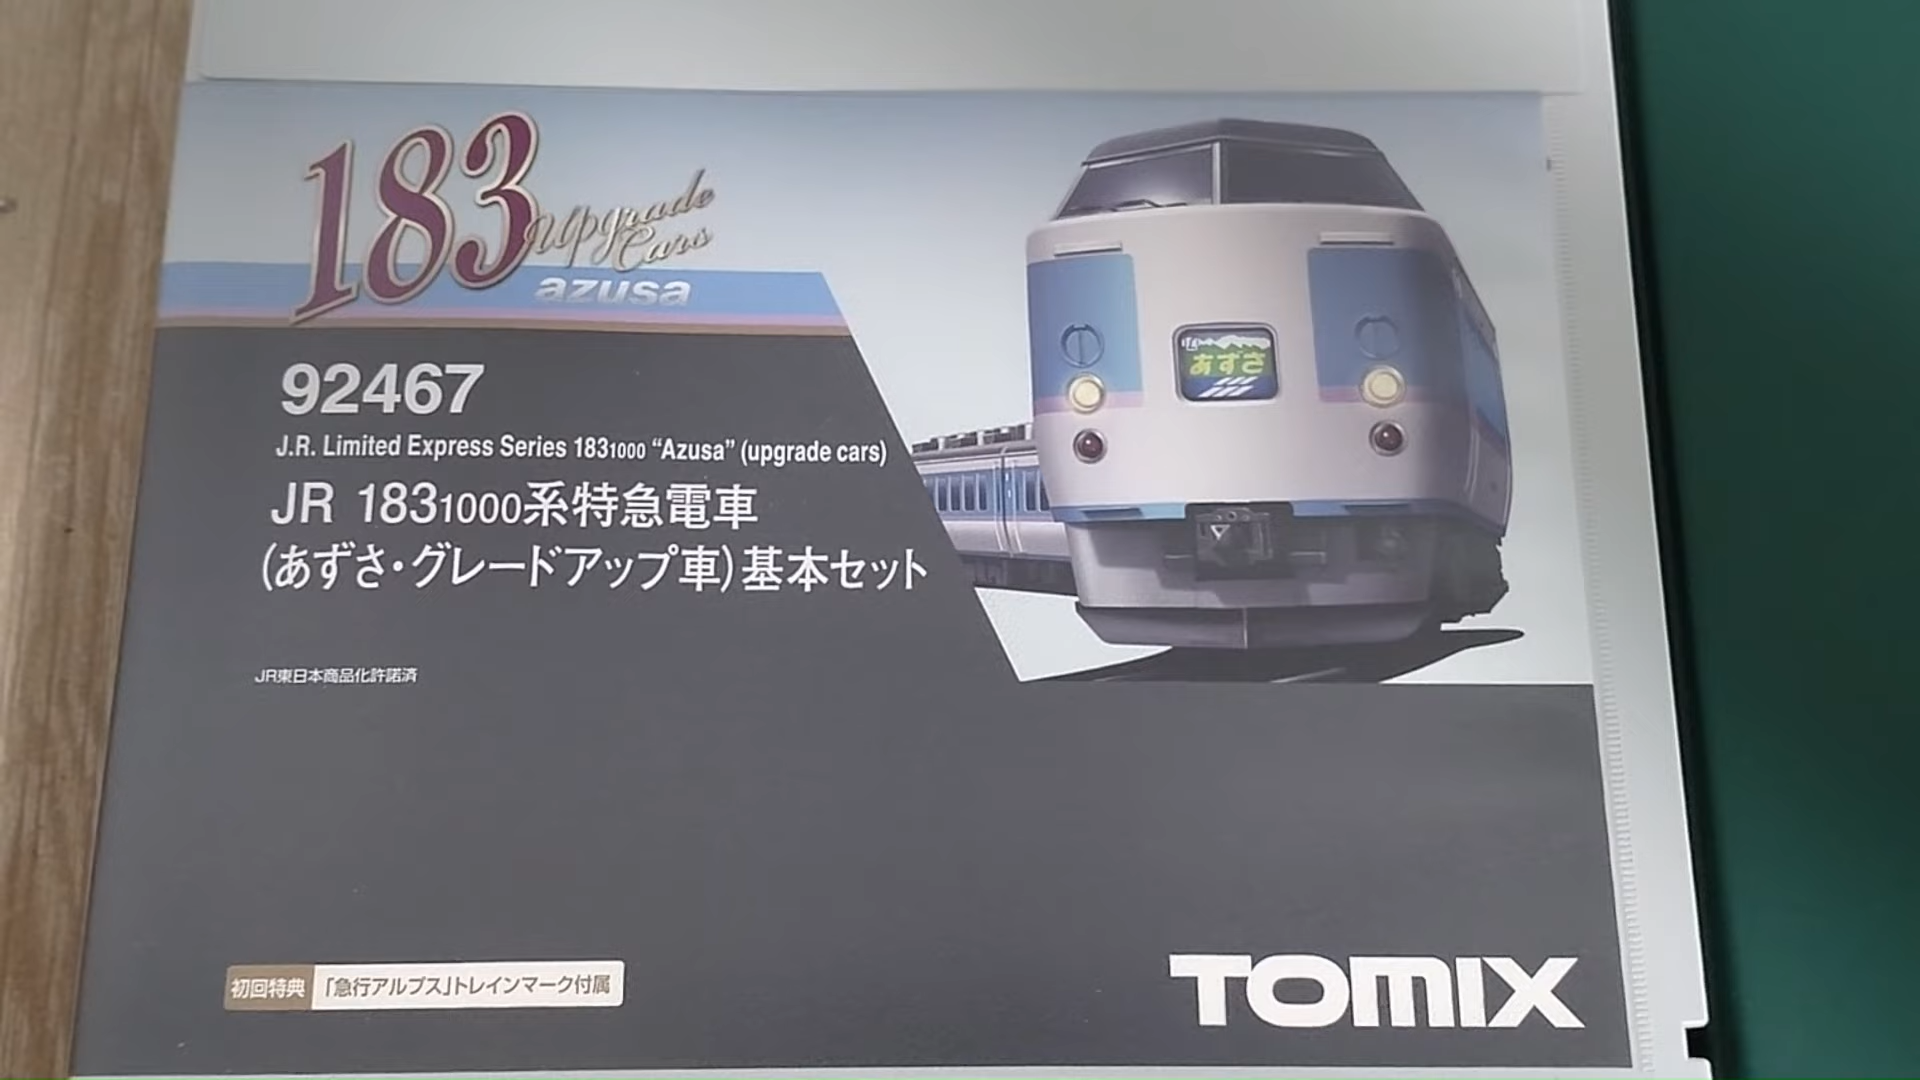 183
Upgrade
Cars
azusa
92467
J.R. Limited Express Series 1831000 “Azusa” (upgrade cars)
JR 1831000系特急電車
(あずさ・グレードアップ車)基本セット
あずさ
JR東日本商品化許諾済
初回特典 「急行アルプス」トレインマーク付属
TOMIX